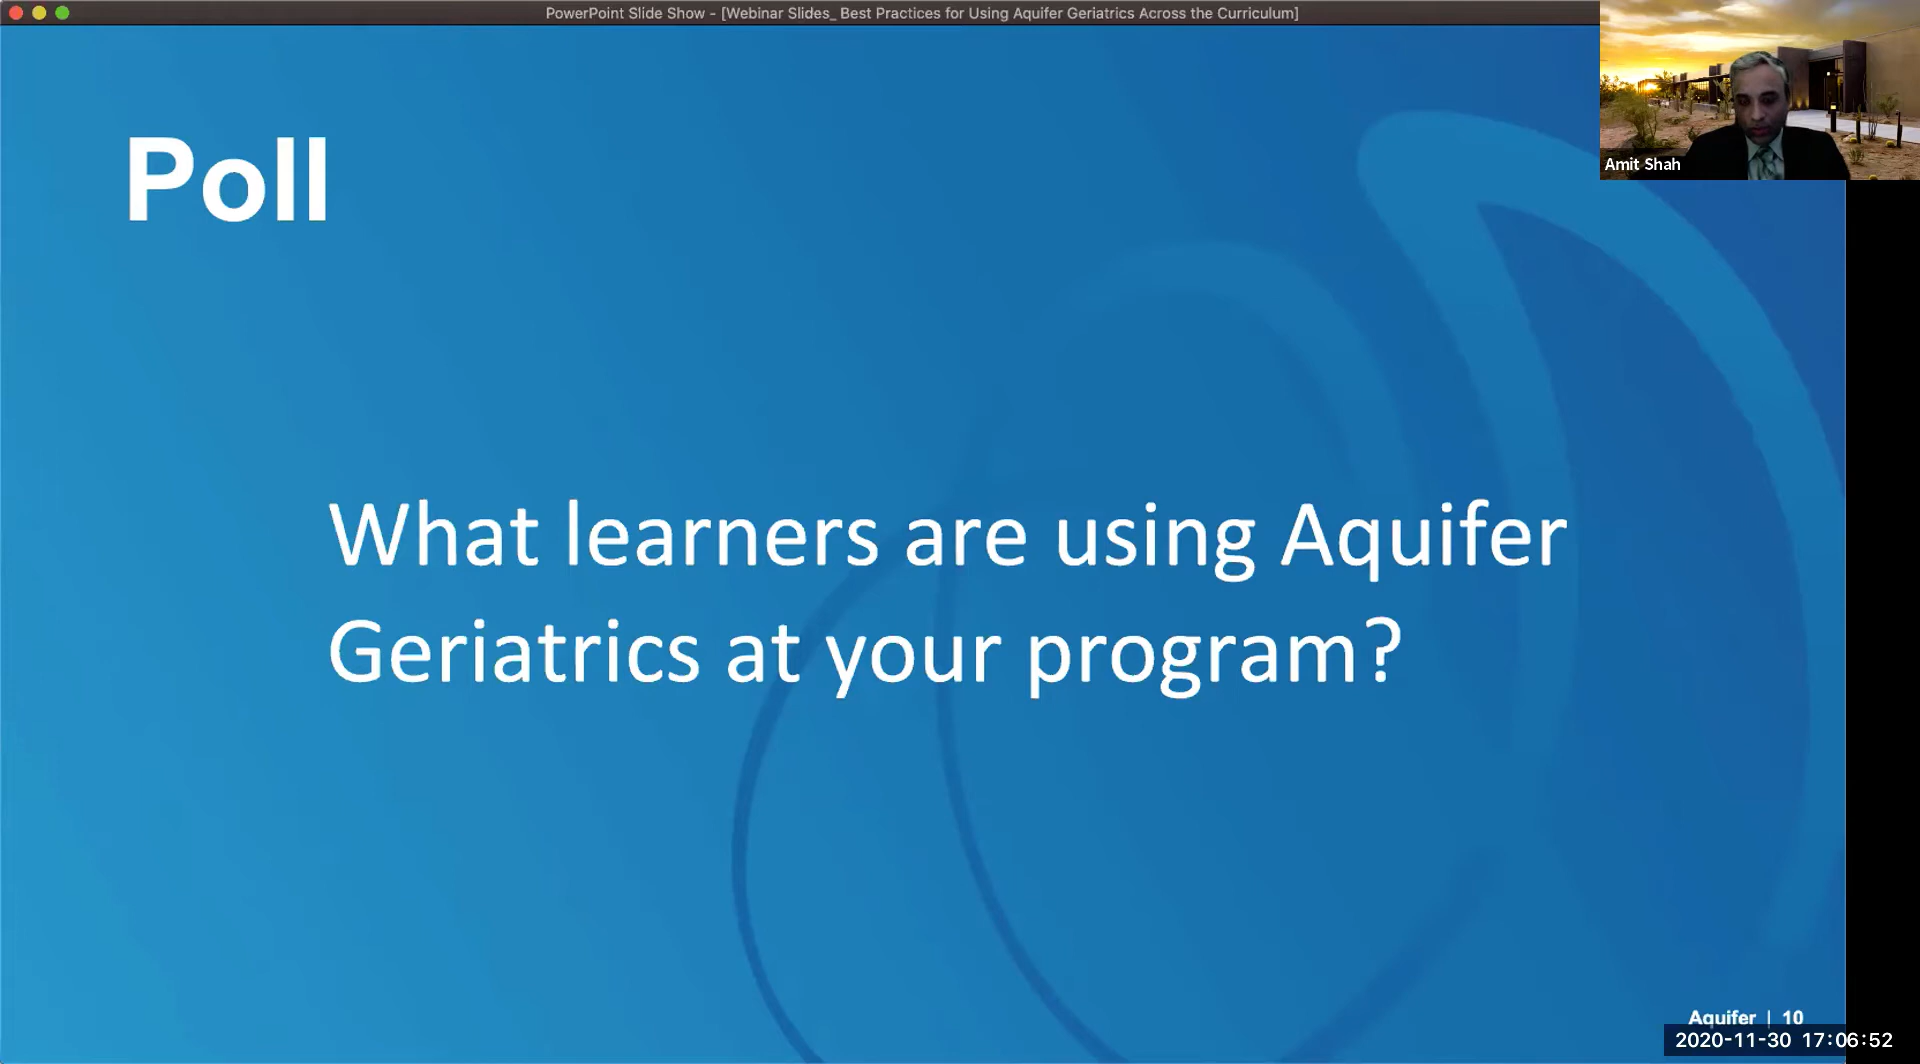 PowerPoint Slide Show - [Webinar Slides_ Best Practices for Using Aquifer Geriatrics Across the Curriculum]
Amit Shah
Poll
What learners are using Aquifer
Geriatrics at your program?
Aquifer | 10
2020-11-30 17:06:52